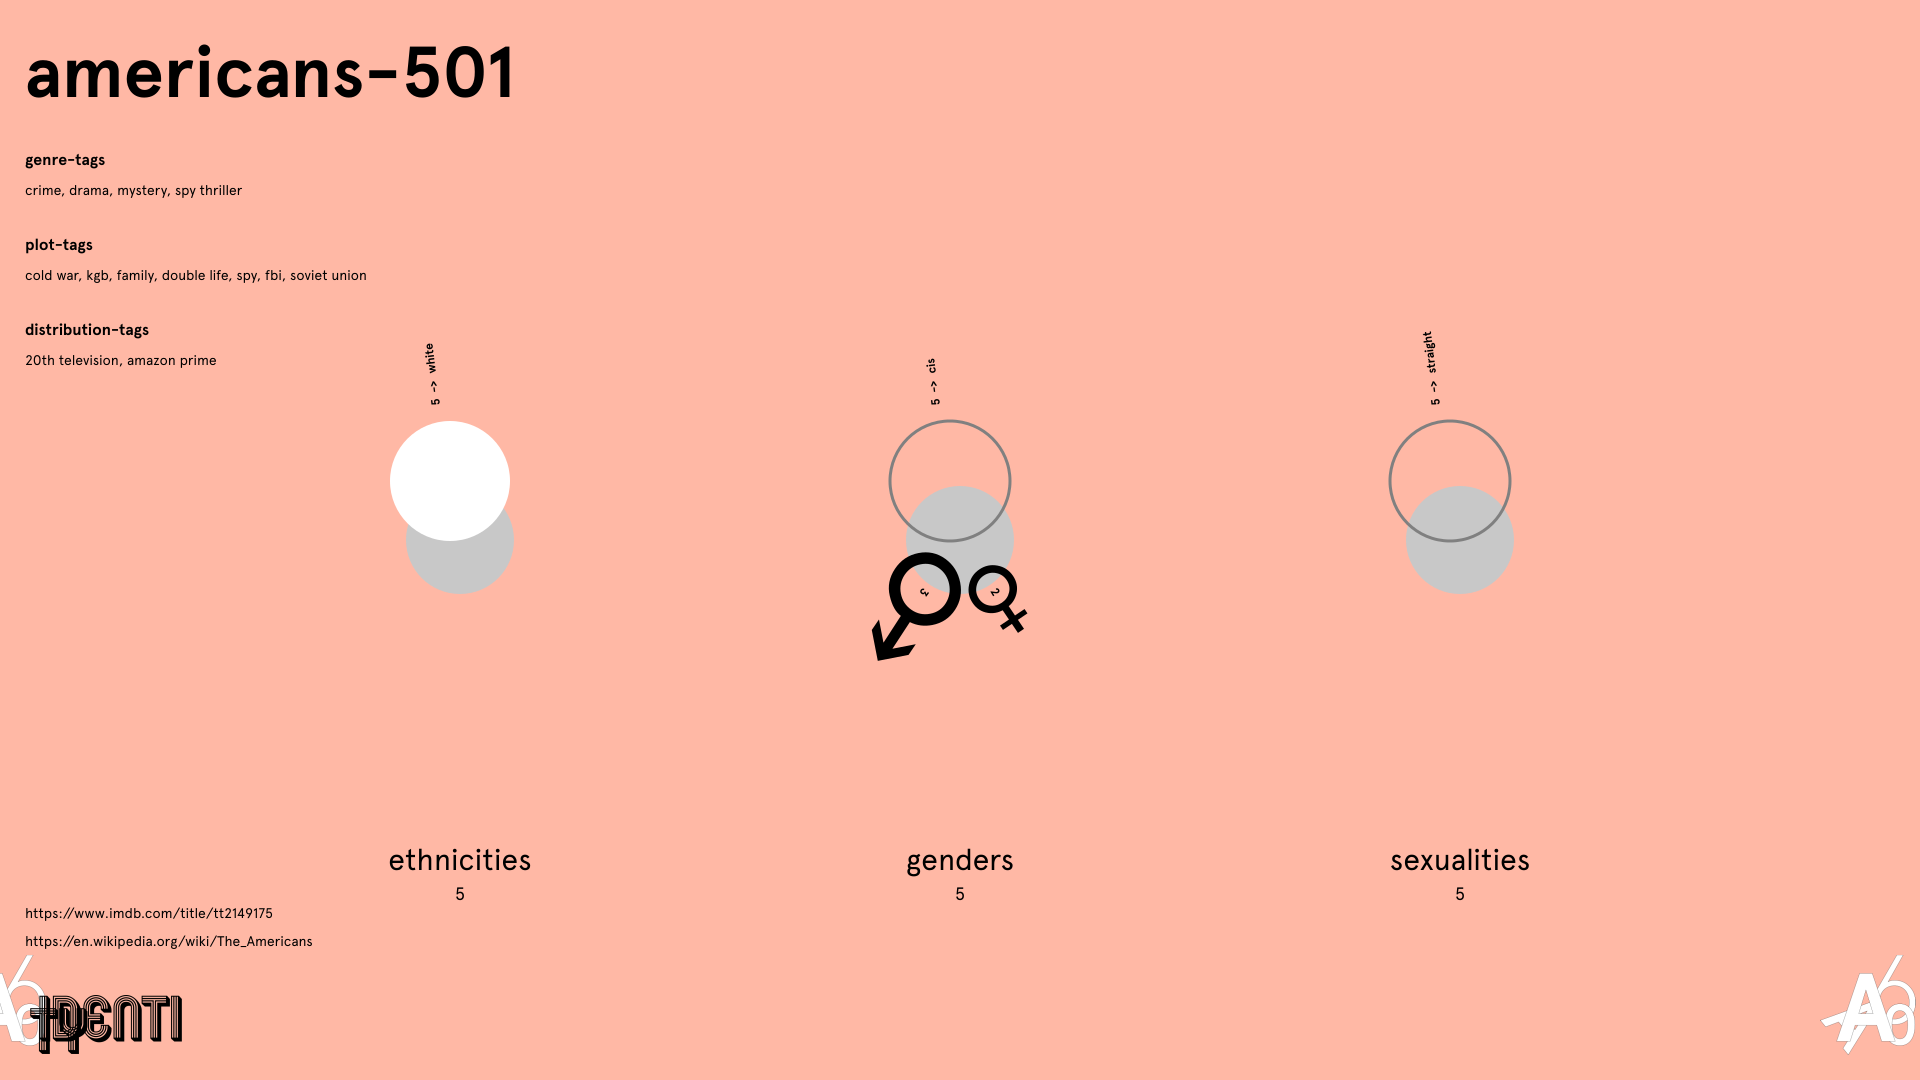 americans-501
genre-tags
crime, drama, mystery, spy thriller
plot-tags
cold war, kgb, family, double life, spy, fbi, soviet union
distribution-tags
20th television, amazon prime
5 -> white
5 -> cis
5 -> straight
3
2
ethnicities
5
genders
5
sexualities
5
https://www.imdb.com/title/tt2149175
https://en.wikipedia.org/wiki/The_Americans
IDENTI